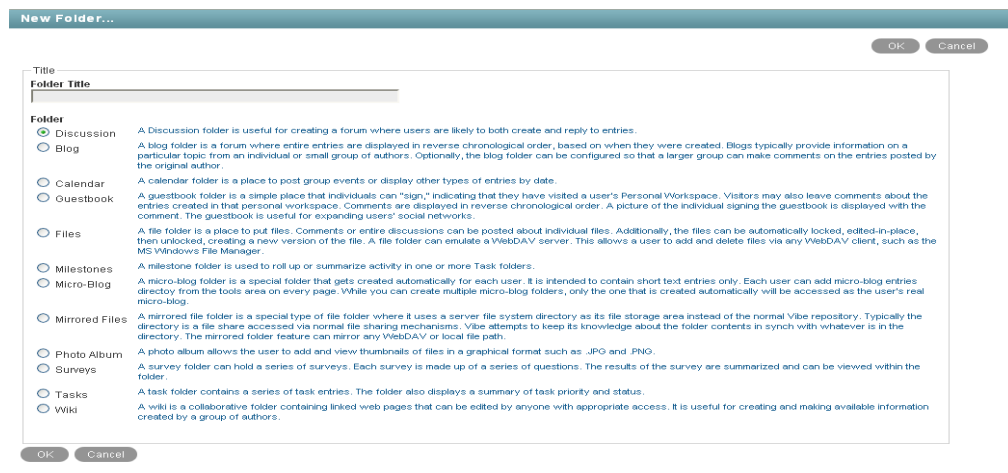 New Folder...
OK Cancel
Title
Folder Title
Folder
Discussion A Discussion folder is useful for creating a forum where users are likely to both create and reply to entries.
Blog A blog folder is a forum where entire entries are displayed in reverse chronological order, based on when they were created. Blogs typically provide information on a
particular topic from an individual or small group of authors. Optionally, the blog folder can be configured so that a larger group can make comments on the entries posted by
the original author.
Calendar A calendar folder is a place to post group events or display other types of entries by date.
Guestbook A guestbook folder is a simple place that individuals can "sign," indicating that they have visited a user's Personal Workspace. Visitors may also leave comments about the
entries created in that personal workspace. Comments are displayed in reverse chronological order. A picture of the individual signing the guestbook is displayed with the
comment. The guestbook is useful for expanding users' social networks.
Files A file folder is a place to put files. Comments or entire discussions can be posted about individual files. Additionally, the files can be automatically locked, edited-in-place,
then unlocked, creating a new version of the file. A file folder can emulate a WebDAV server. This allows a user to add and delete files via any WebDAV client, such as the
MS Windows File Manager.
Milestones A milestone folder is used to roll up or summarize activity in one or more Task folders.
Micro-Blog A micro-blog folder is a special folder that gets created automatically for each user. It is intended to contain short text entries only. Each user can add micro-blog entries
directoy from the tools area on every page. While you can create multiple micro-blog folders, only the one that is created automatically will be accessed as the user's real
micro-blog.
Mirrored Files A mirrored file folder is a special type of file folder where it uses a server file system directory as its file storage area instead of the normal Vibe repository. Typically the
directory is a file share accessed via normal file sharing mechanisms. Vibe attempts to keep its knowledge about the folder contents in synch with whatever is in the
directory. The mirrored folder feature can mirror any WebDAV or local file path.
Photo Album A photo album allows the user to add and view thumbnails of files in a graphical format such as .JPG and .PNG.
Surveys A survey folder can hold a series of surveys. Each survey is made up of a series of questions. The results of the survey are summarized and can be viewed within the
folder.
Tasks A task folder contains a series of task entries. The folder also displays a summary of task priority and status.
Wiki A wiki is a collaborative folder containing linked web pages that can be edited by anyone with appropriate access. It is useful for creating and making available information
created by a group of authors.
OK Cancel